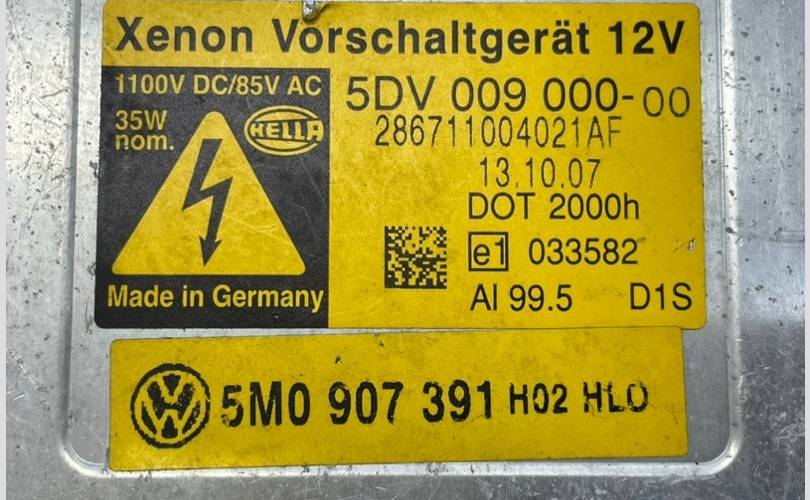 Xenon Vorschaltgerät 12V
1100V DC/85V AC
35W
nom.
HELLA
Made in Germany
5DV 009 000-00
286711004021AF
13.10.07
DOT 2000h
e1 033582
Al 99.5 D1S
5M0 907 391 H02 HL0